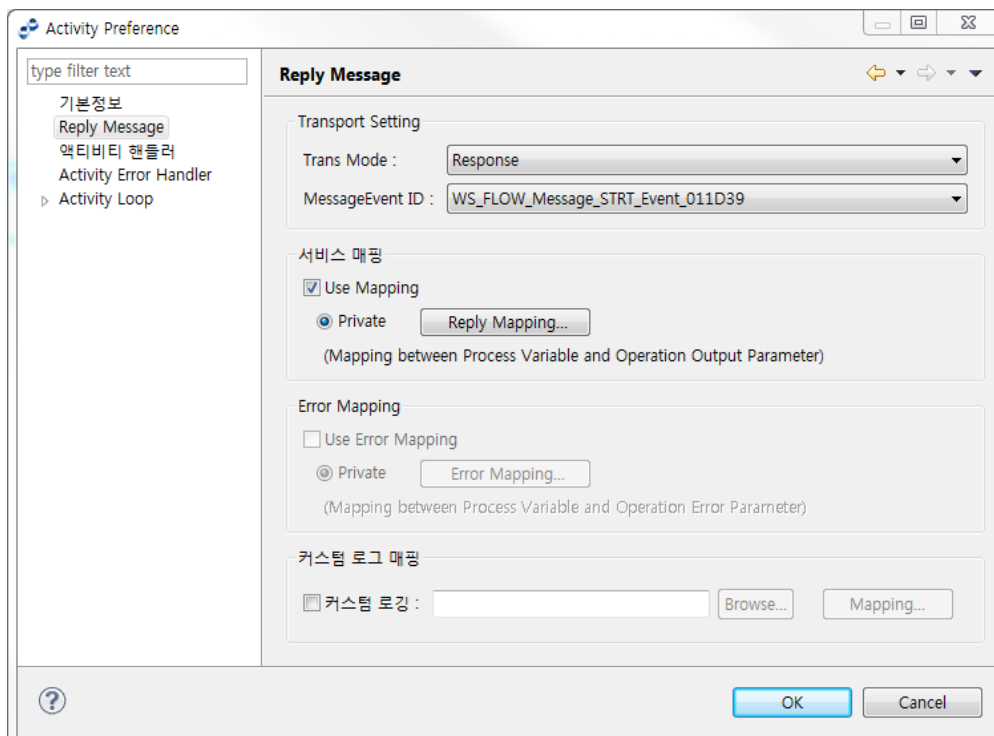 Activity Preference
type filter text
기본정보
Reply Message
액티비티 핸들러
Activity Error Handler
Activity Loop
Reply Message
Transport Setting
Trans Mode :
Response
MessageEvent ID :
WS_FLOW_Message_STRT_Event_011D39
서비스 매핑
Use Mapping
Private
Reply Mapping...
(Mapping between Process Variable and Operation Output Parameter)
Error Mapping
Use Error Mapping
Private
Error Mapping...
(Mapping between Process Variable and Operation Error Parameter)
커스텀 로그 매핑
커스텀 로깅 :
Browse...
Mapping...
?
OK
Cancel